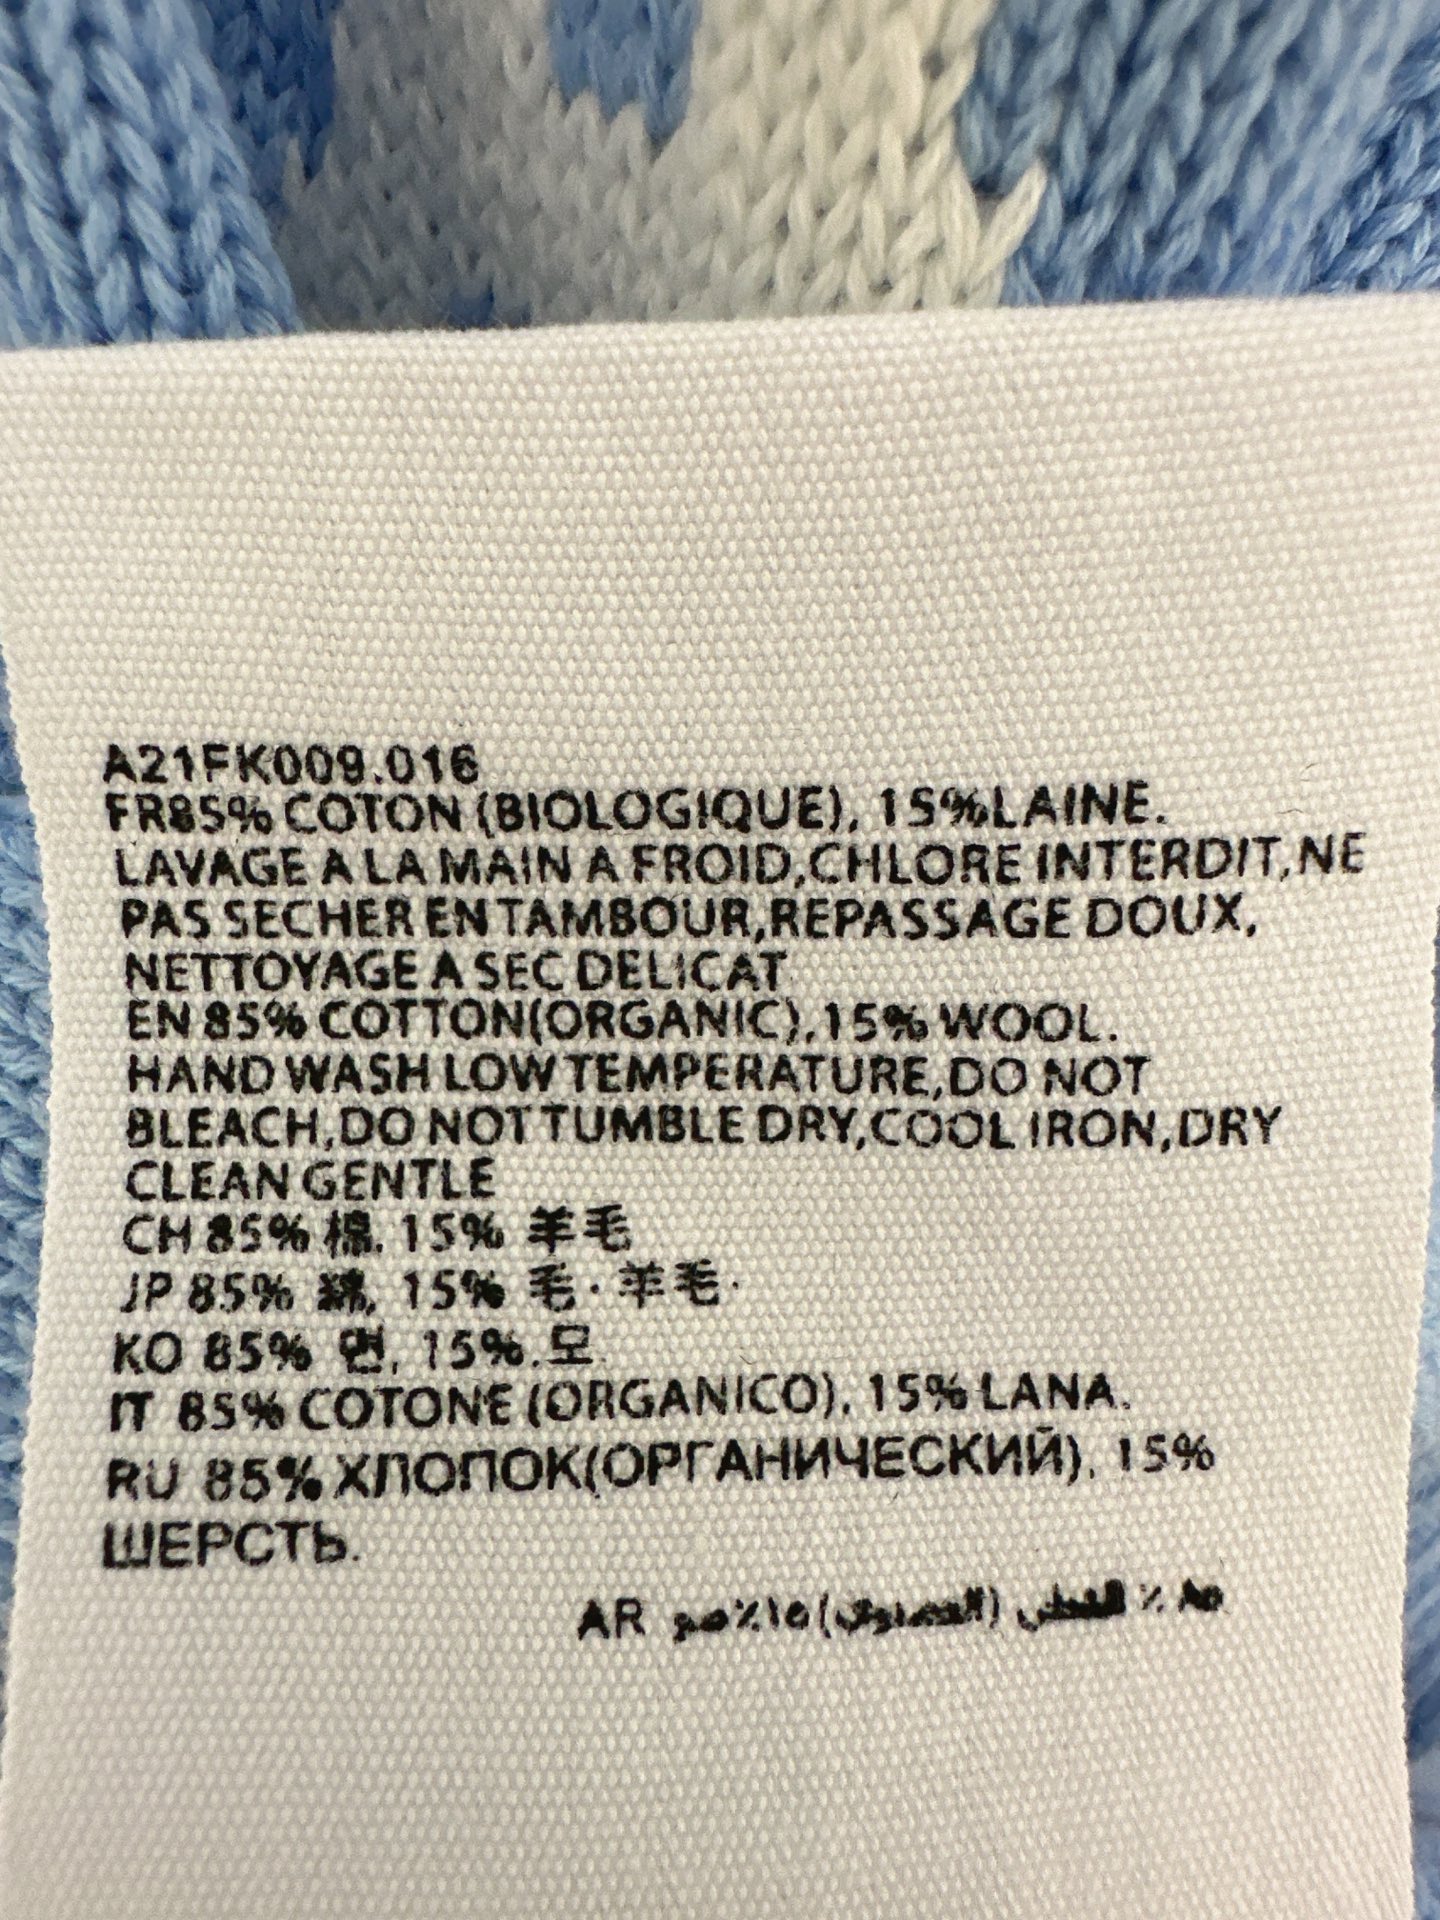 A21FK009.016
FR85% COTON (BIOLOGIQUE), 15%LAINE.
LAVAGE A LA MAIN A FROID,CHLORE INTERDIT,NE
PAS SECHER EN TAMBOUR,REPASSAGE DOUX,
NETTOYAGE A SEC DELICAT
EN 85% COTTON(ORGANIC),15% WOOL.
HAND WASH LOW TEMPERATURE,DO NOT
BLEACH,DO NOT TUMBLE DRY,COOL IRON,DRY
CLEAN GENTLE
CH 85% 棉, 15% 羊毛
JP 85% 綿, 15% 毛·羊毛.
KO 85% 면, 15%.모
IT 85% COTONE (ORGANICO), 15% LANA.
RU 85% ХЛОПОК(ОРГАНИЧЕСКИЙ), 15%
ШЕРСТЬ.
AR ٨٥ ٪ ١٥٪